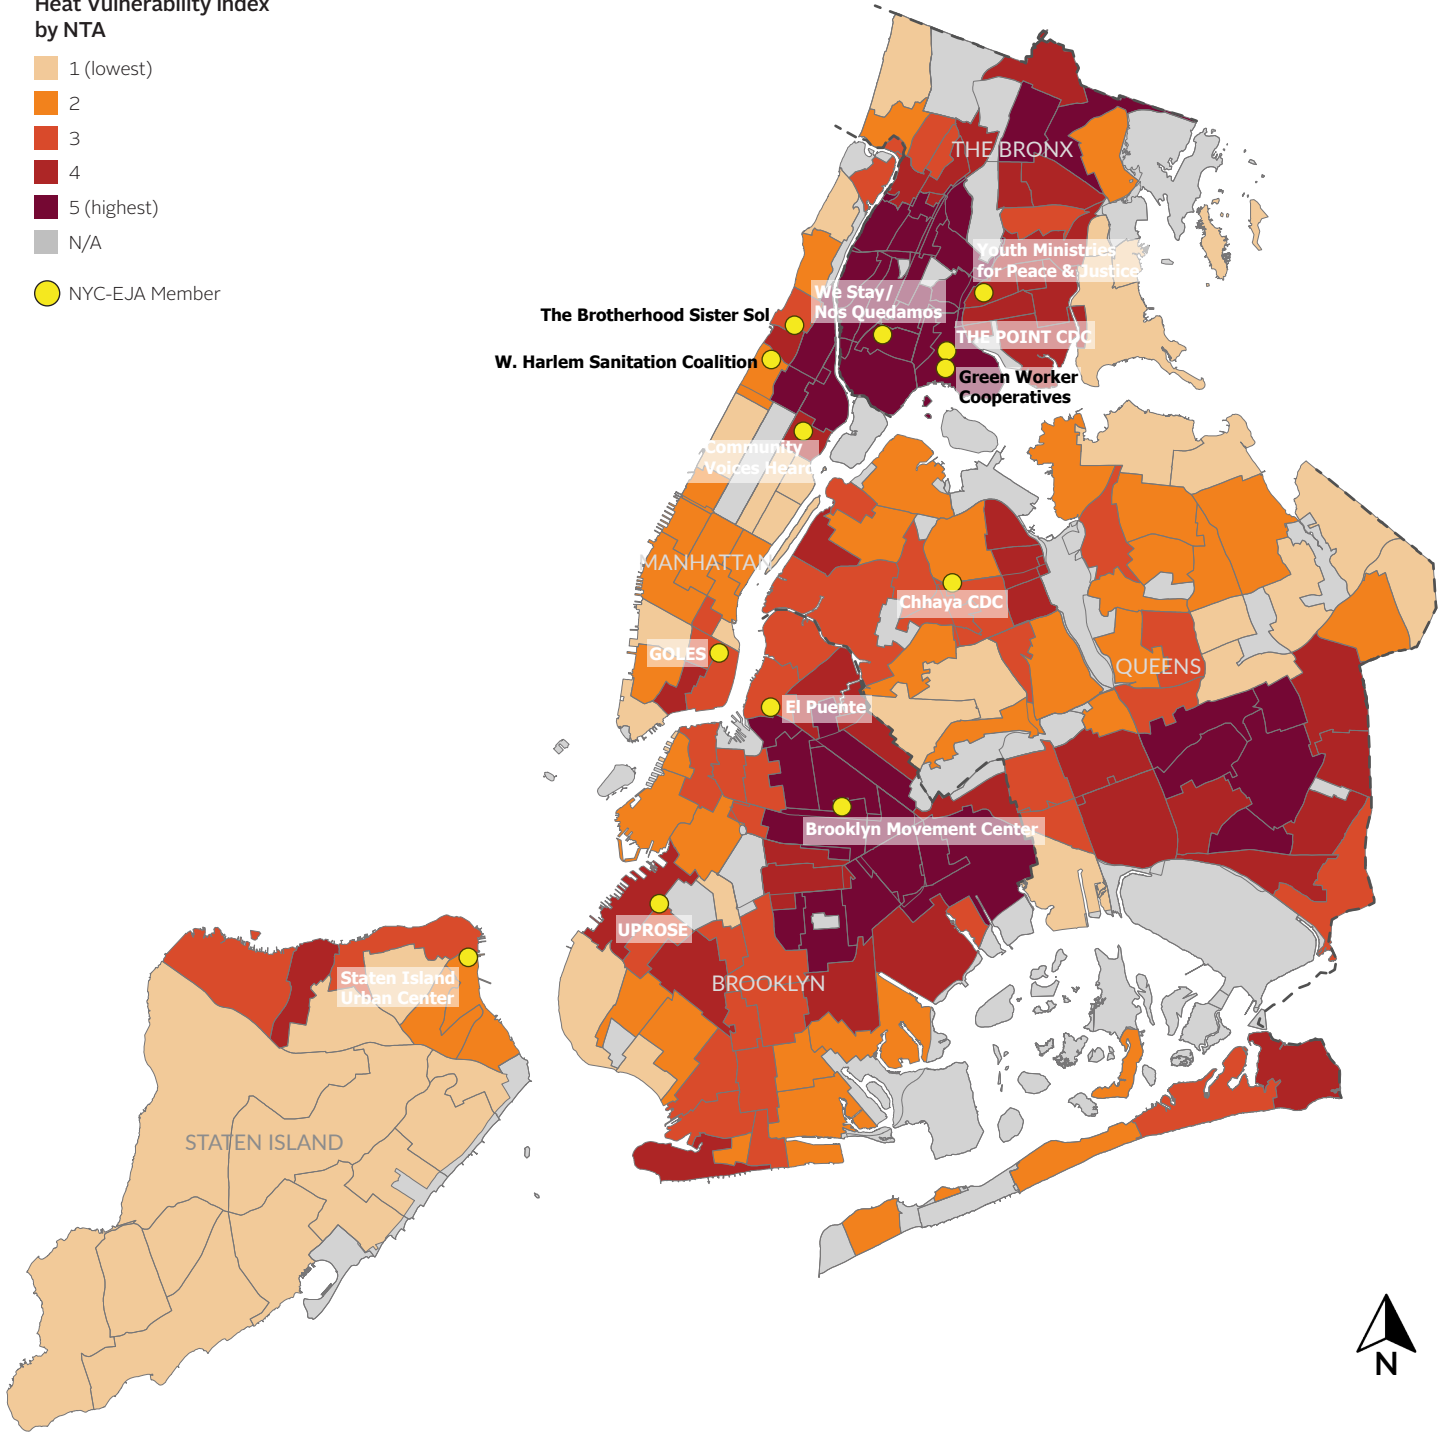 Heat Vulnerability Index
by NTA
1 (lowest)
2
3
4
5 (highest)
N/A
NYC-EJA Member
THE BRONX
Youth Ministries
for Peace & Justice
We Stay/
Nos Quedamos
The Brotherhood Sister Sol
THE POINT CDC
W. Harlem Sanitation Coalition
Green Worker
Cooperatives
Community
Voices Heard
MANHATTAN
Chhaya CDC
GOLES
QUEENS
El Puente
Brooklyn Movement Center
UPROSE
BROOKLYN
Staten Island
Urban Center
STATEN ISLAND
N